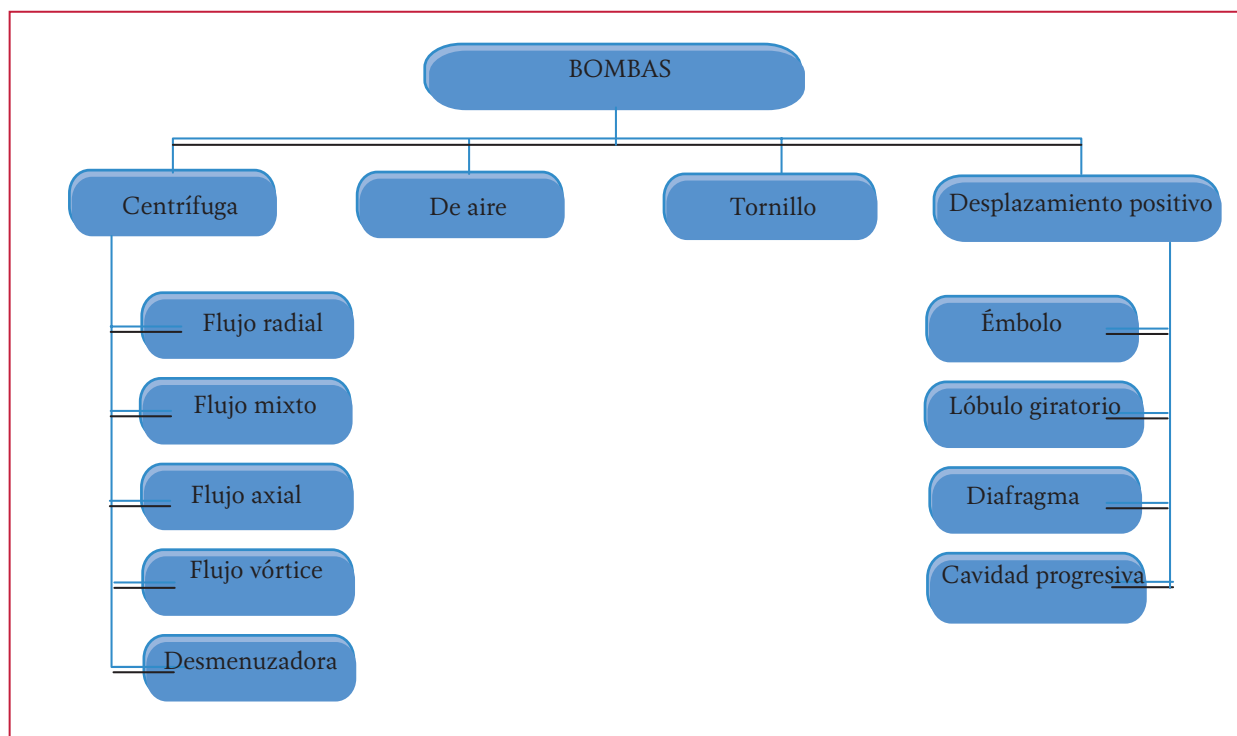 BOMBAS
Centrífuga
De aire
Tornillo
Desplazamiento positivo
Flujo radial
Flujo mixto
Flujo axial
Flujo vórtice
Desmenuzadora
Émbolo
Lóbulo giratorio
Diafragma
Cavidad progresiva